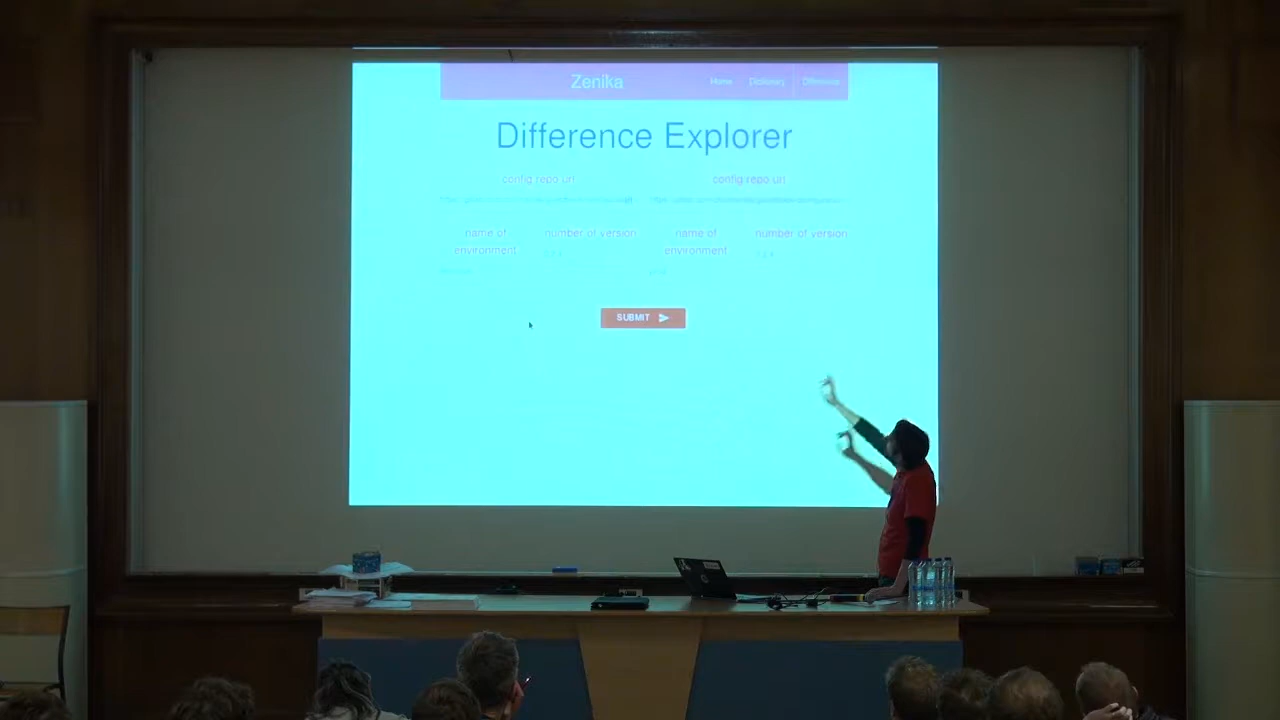 Zenika
Home Dictionary Difference
Difference Explorer
config repo url config repo url
name of environment number of version name of environment number of version
SUBMIT